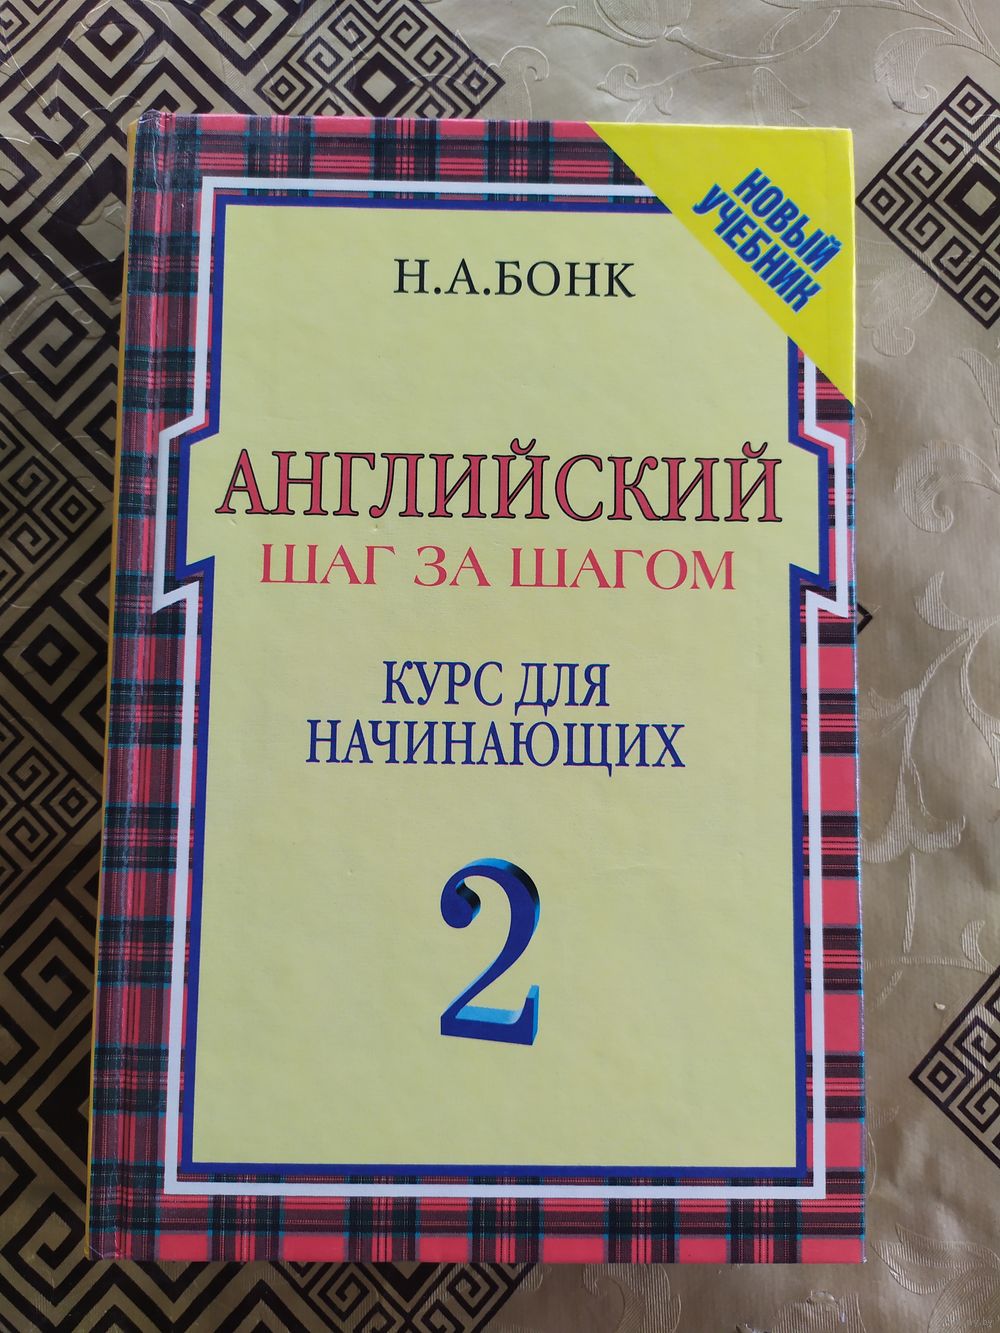 НОВЫЙ
УЧЕБНИК
Н.А.БОНК
АНГЛИЙСКИЙ
ШАГ ЗА ШАГОМ
КУРС ДЛЯ
НАЧИНАЮЩИХ
2